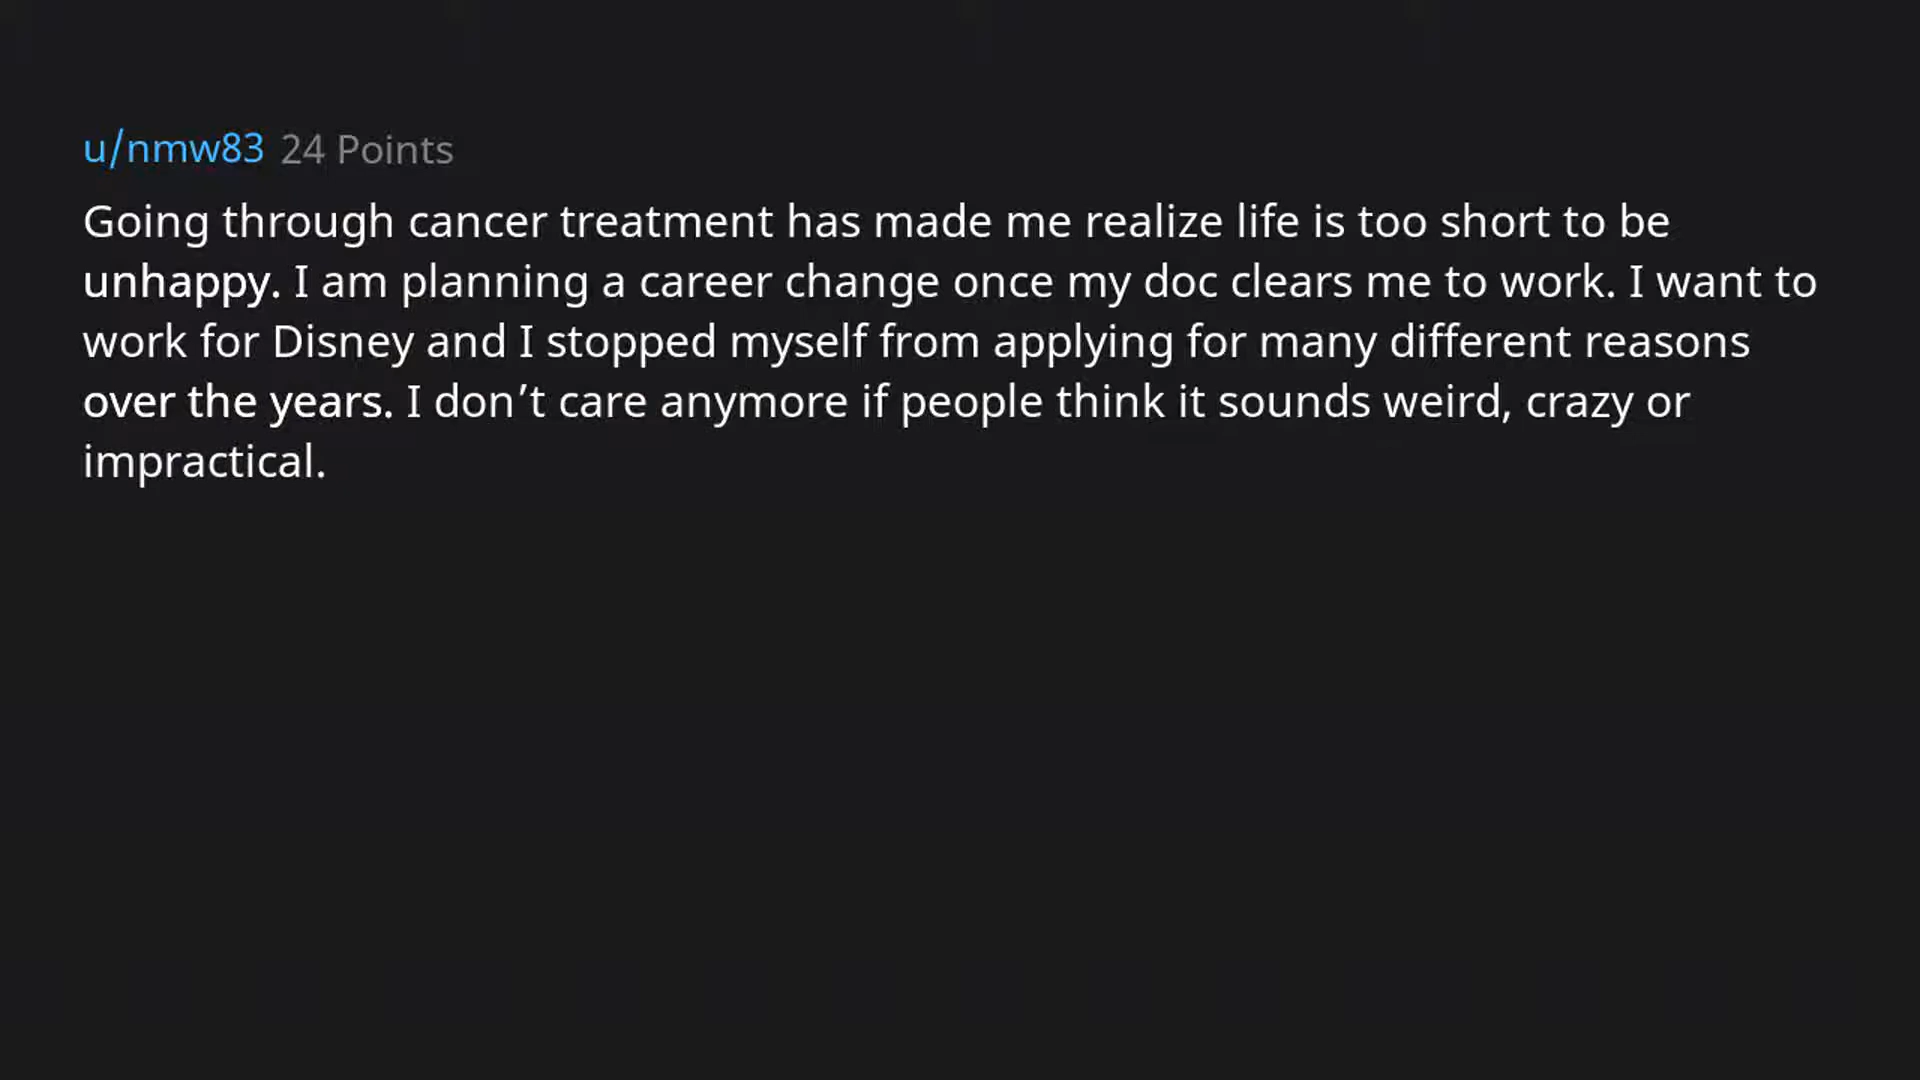 u/nmw83 24 Points
Going through cancer treatment has made me realize life is too short to be
unhappy. I am planning a career change once my doc clears me to work. I want to
work for Disney and I stopped myself from applying for many different reasons
over the years. I don’t care anymore if people think it sounds weird, crazy or
impractical.